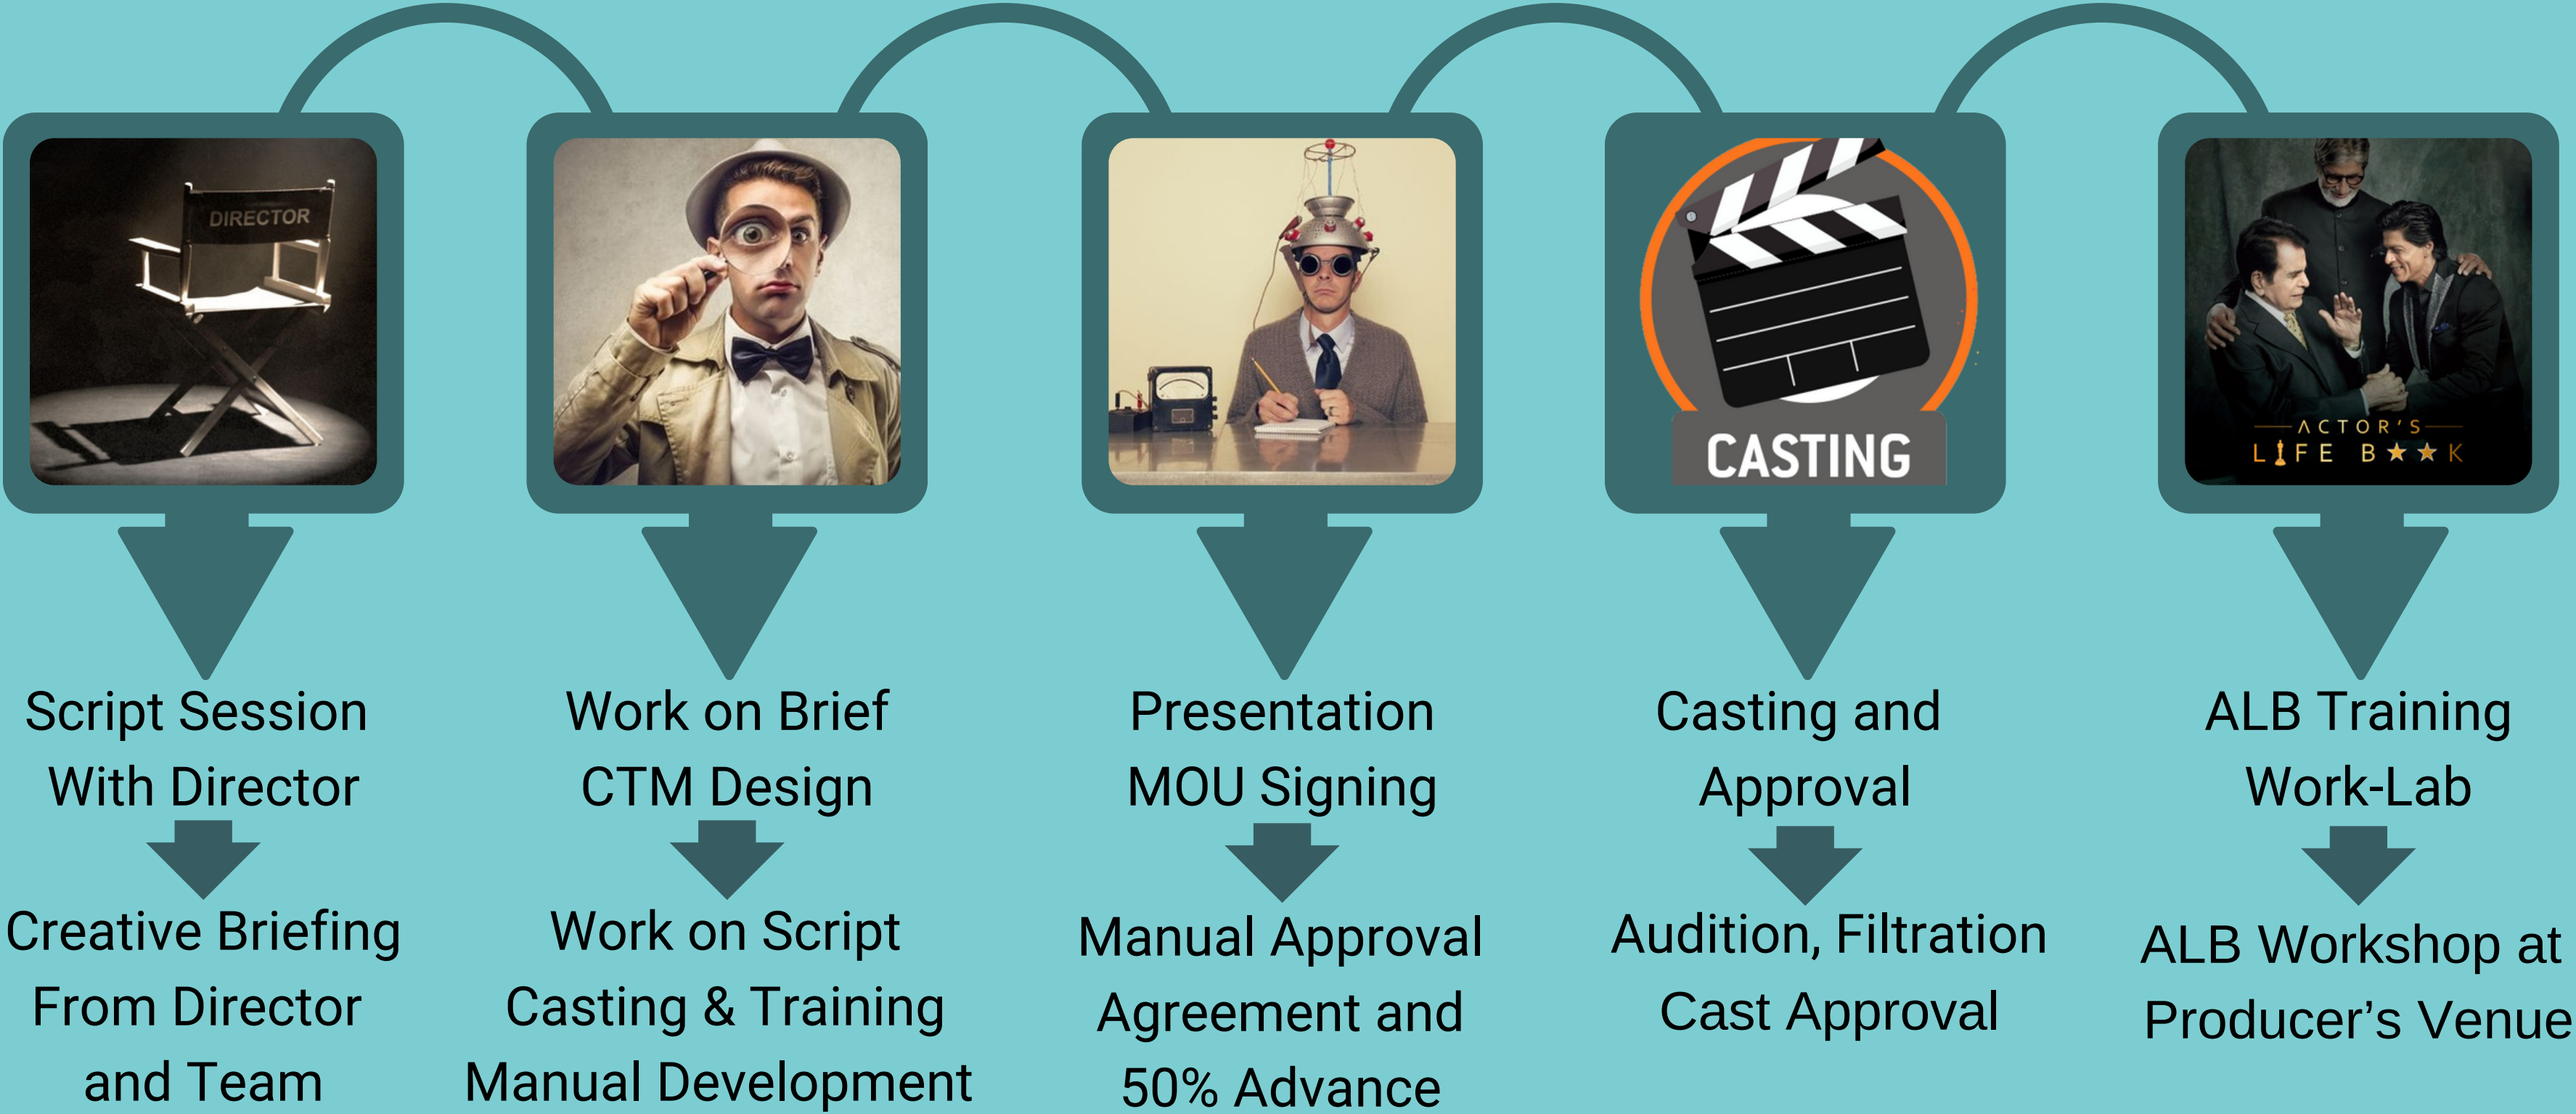 DIRECTOR
CASTING
ACTOR'S
LIFE B★★K
Script Session
With Director
Creative Briefing
From Director
and Team
Work on Brief
CTM Design
Work on Script
Casting & Training
Manual Development
Presentation
MOU Signing
Manual Approval
Agreement and
50% Advance
Casting and
Approval
Audition, Filtration
Cast Approval
ALB Training
Work-Lab
ALB Workshop at
Producer’s Venue